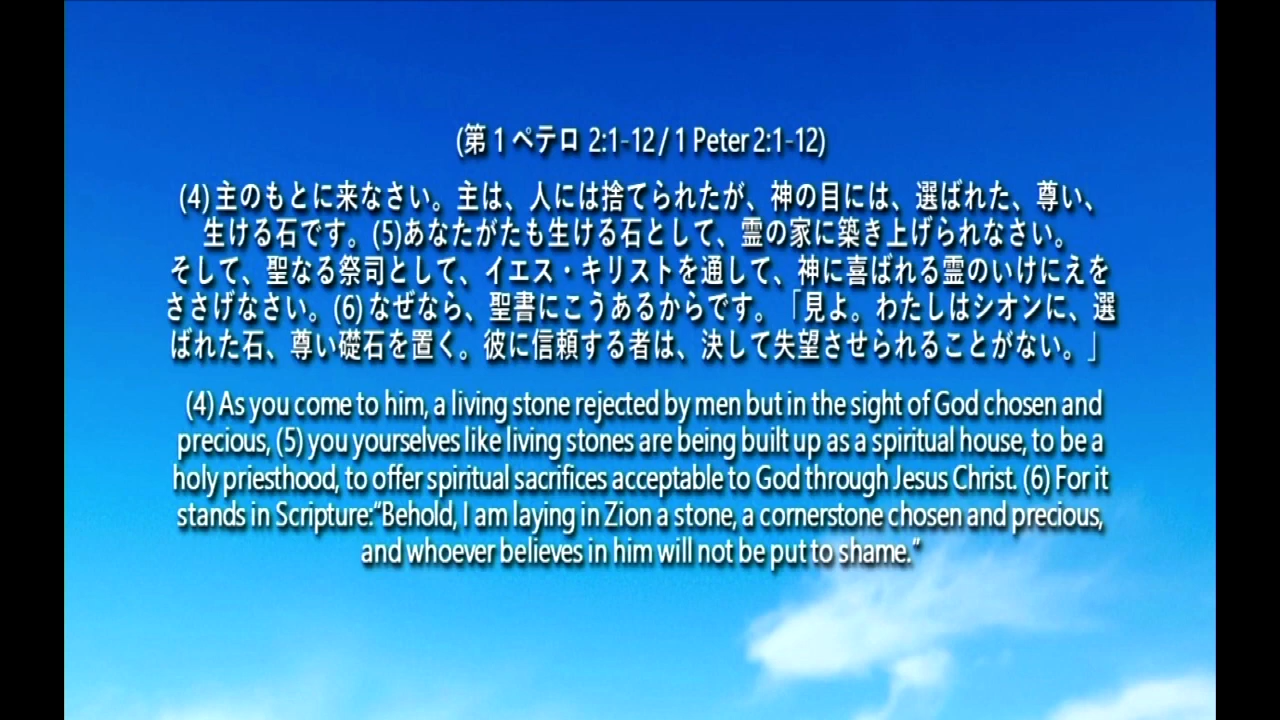 (第１ペテロ 2:1-12 / 1 Peter 2:1-12)
(4) 主のもとに来なさい。主は、人には捨てられたが、神の目には、選ばれた、尊い、
生ける石です。(5)あなたがたも生ける石として、霊の家に築き上げられなさい。
そして、聖なる祭司として、イエス・キリストを通して、神に喜ばれる霊のいけにえを
ささげなさい。(6) なぜなら、聖書にこうあるからです。「見よ。わたしはシオンに、選
ばれた石、尊い礎石を置く。彼に信頼する者は、決して失望させられることがない。」
(4) As you come to him, a living stone rejected by men but in the sight of God chosen and
precious, (5) you yourselves like living stones are being built up as a spiritual house, to be a
holy priesthood, to offer spiritual sacrifices acceptable to God through Jesus Christ. (6) For it
stands in Scripture:“Behold, I am laying in Zion a stone, a cornerstone chosen and precious,
and whoever believes in him will not be put to shame.”